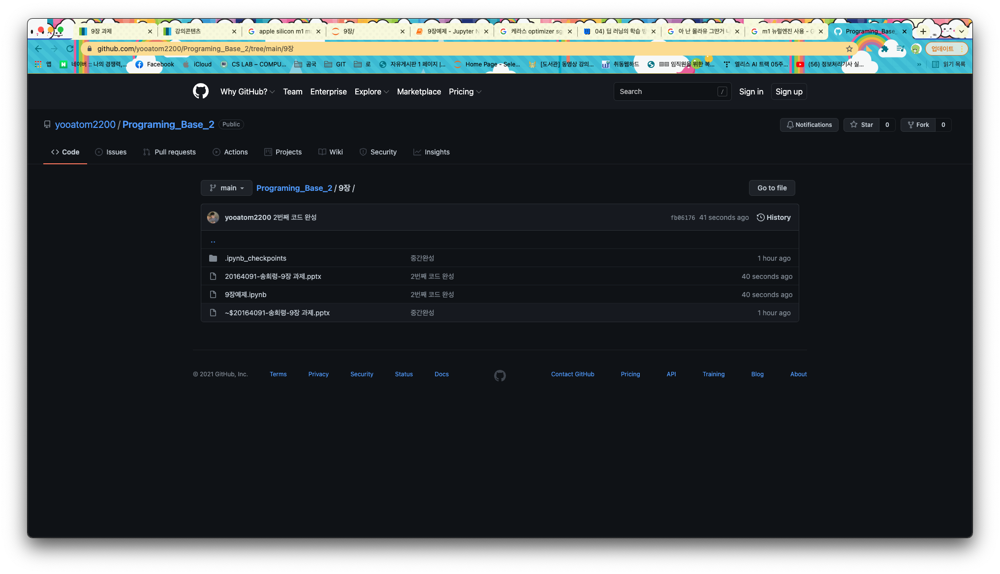 9장 과제
강의콘텐츠
apple silicon m1 ma
9장/
9장예제 - Jupyter N
케라스 optimizer sg
04) 딥 러닝의 학습 방
아 난 몰라유 그딴거 니
m1 뉴럴엔진 사용 - G
Programing_Base_
github.com/yooatom2200/Programing_Base_2/tree/main/9장
업데이트
앱
네이버 :: 나의 경쟁력,...
Facebook
iCloud
CS LAB – COMPU...
곰국
GIT
로
자유게시판 1 페이지 |...
Home Page - Sele...
[도서관] 동영상 강의...
취동웹하드
임직원을 위한 복...
엘리스 AI 트랙 05주...
(56) 정보처리기사 실...
»
읽기 목록
Why GitHub?
Team
Enterprise
Explore
Marketplace
Pricing
Search /
Sign in
Sign up
yooatom2200 / Programing_Base_2 Public
Notifications
Star 0
Fork 0
Code
Issues
Pull requests
Actions
Projects
Wiki
Security
Insights
main
Programing_Base_2 / 9장 /
Go to file
yooatom2200 2번째 코드 완성
fb06176 41 seconds ago
History
..
.ipynb_checkpoints 중간완성 1 hour ago
20164091-송희령-9장 과제.pptx 2번째 코드 완성 40 seconds ago
9장예제.ipynb 2번째 코드 완성 40 seconds ago
~$20164091-송희령-9장 과제.pptx 중간완성 1 hour ago
© 2021 GitHub, Inc.
Terms
Privacy
Security
Status
Docs
Contact GitHub
Pricing
API
Training
Blog
About